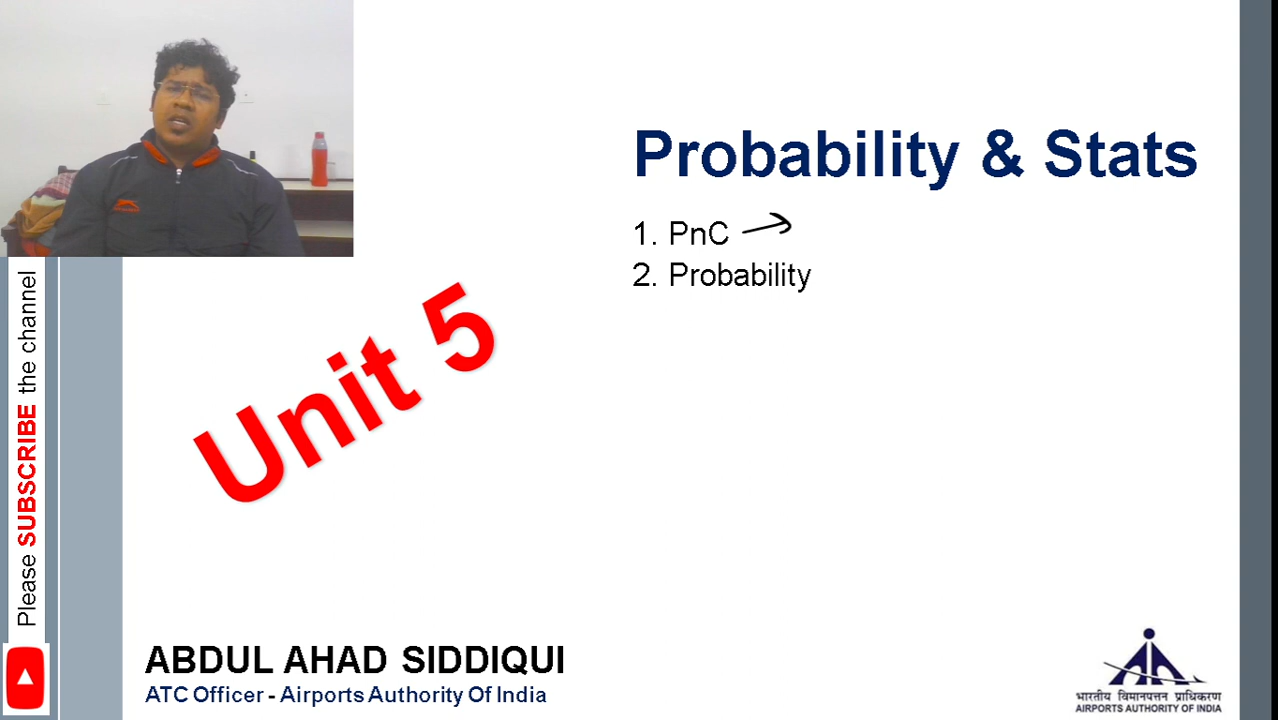 Probability & Stats
1. PnC
2. Probability
Unit 5
Please SUBSCRIBE the channel
ABDUL AHAD SIDDIQUI
ATC Officer - Airports Authority Of India
भारतीय विमानपत्तन प्राधिकरण
AIRPORTS AUTHORITY OF INDIA